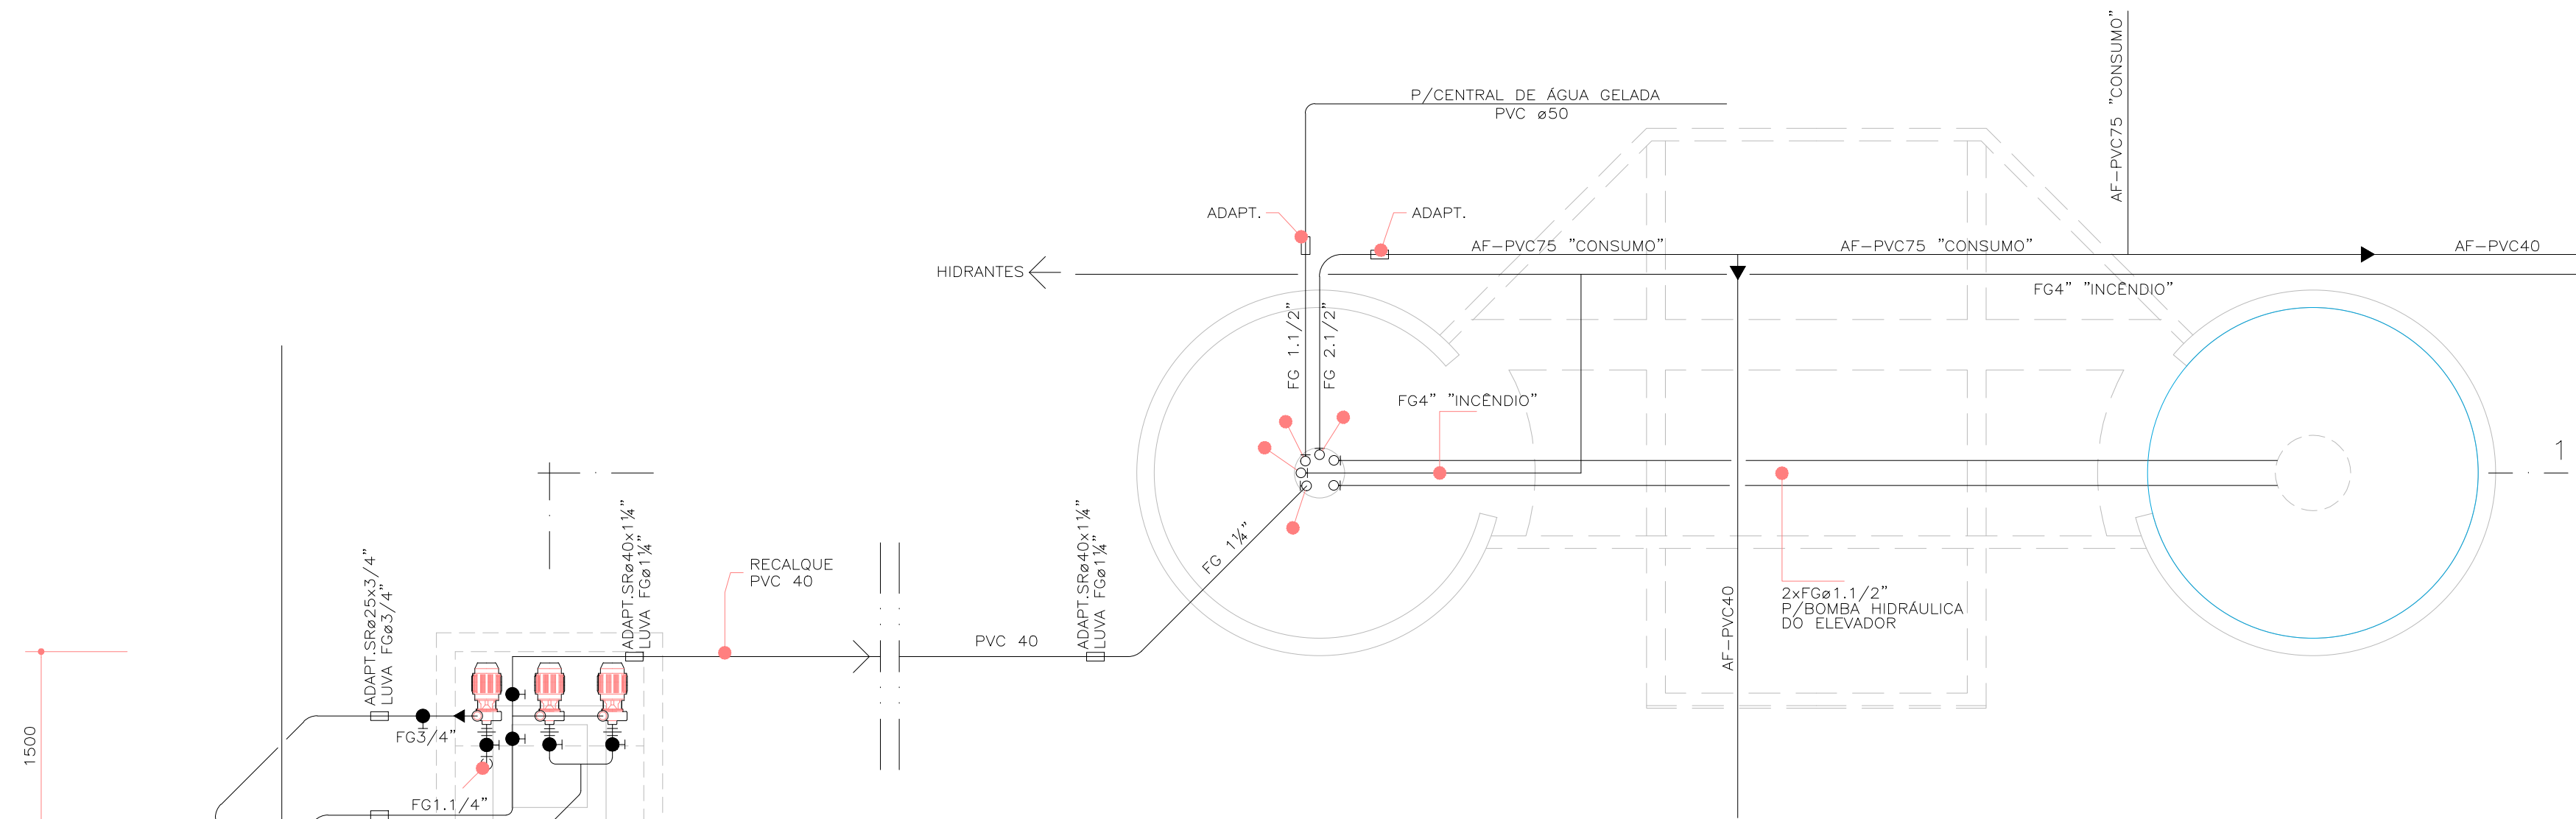 P/CENTRAL DE ÁGUA GELADA
PVC ø50
AF-PVC75 "CONSUMO"
ADAPT.
ADAPT.
HIDRANTES
AF-PVC75 "CONSUMO"
AF-PVC75 "CONSUMO"
AF-PVC40
FG4" "INCÊNDIO"
FG 1.1/2"
FG 2.1/2"
FG4" "INCÊNDIO"
1
FG 1¼"
2xFGø1.1/2"
P/BOMBA HIDRÁULICA
DO ELEVADOR
AF-PVC40
ADAPT.SRø25x3/4"
LUVA FGø3/4"
ADAPT.SRø40x1¼"
LUVA FGø1¼"
RECALQUE
PVC 40
PVC 40
ADAPT.SRø40x1¼"
LUVA FGø1¼"
FG3/4"
FG1.1/4"
1500